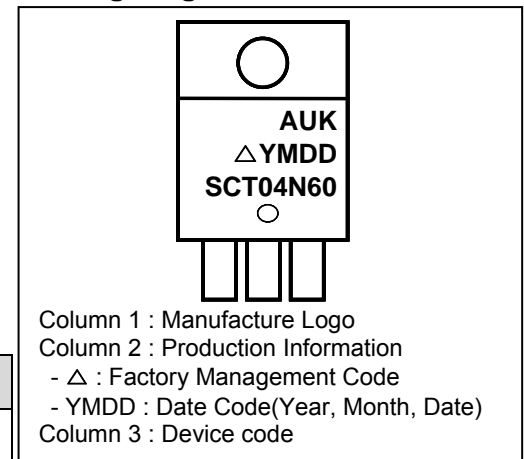 AUK
△YMDD
SCT04N60
Column 1 : Manufacture Logo
Column 2 : Production Information
- △ : Factory Management Code
- YMDD : Date Code(Year, Month, Date)
Column 3 : Device code